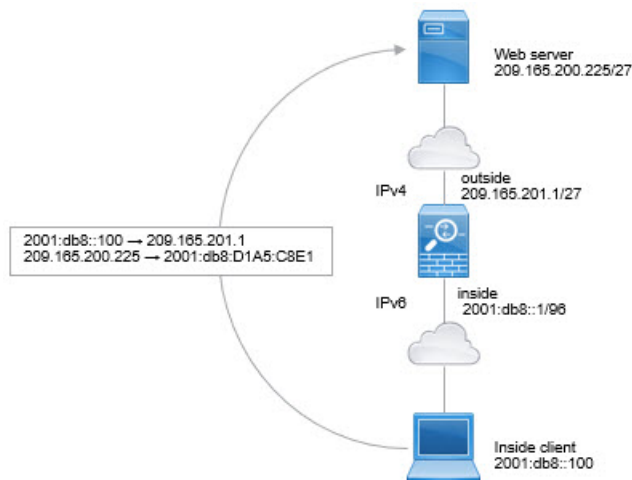 Web server
209.165.200.225/27
outside
209.165.201.1/27
IPv4
2001:db8::100 → 209.165.201.1
209.165.200.225 → 2001:db8:D1A5:C8E1
IPv6
inside
2001:db8::1/96
Inside client
2001:db8::100